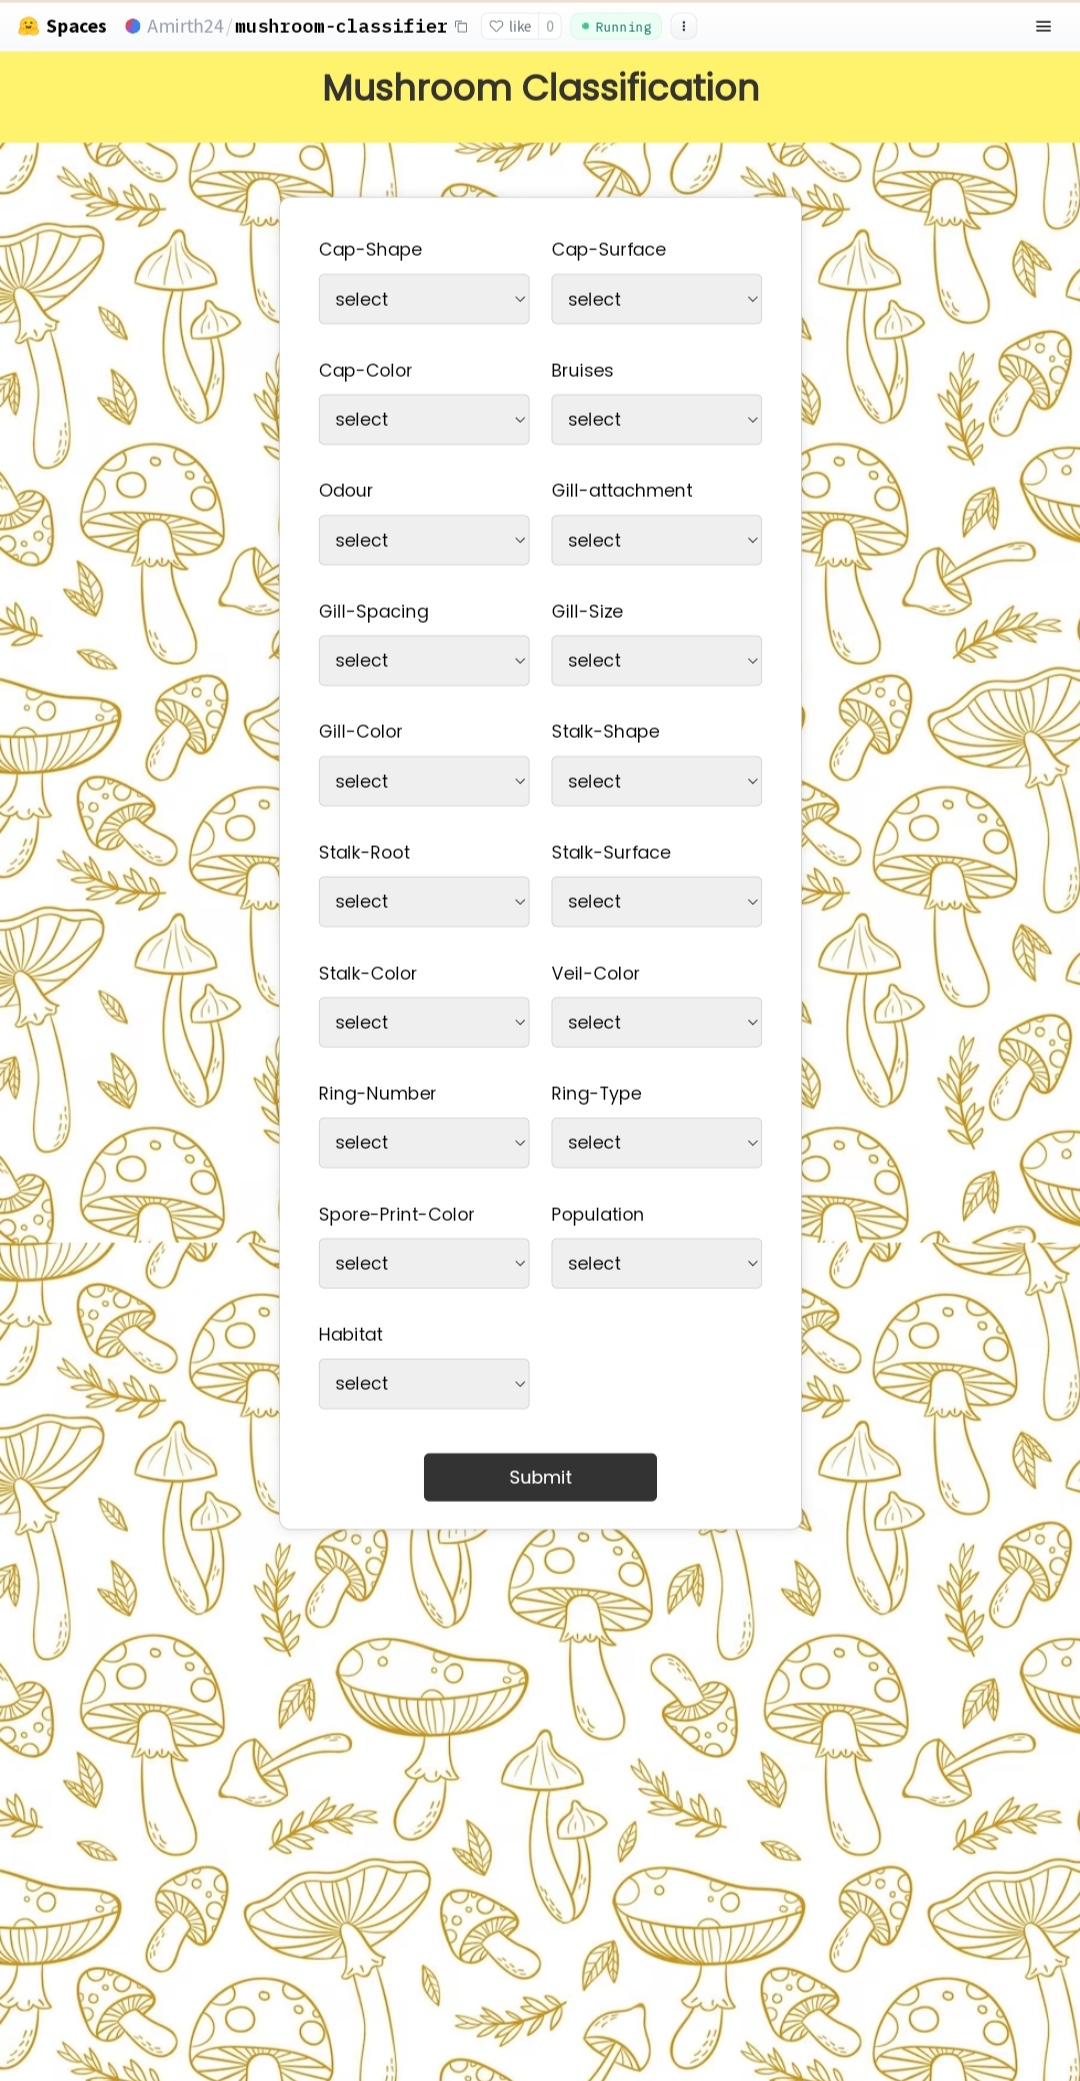 Spaces Amirth24/mushroom-classifier like 0 Running
Mushroom Classification
Cap-Shape Cap-Surface
select select
Cap-Color Bruises
select select
Odour Gill-attachment
select select
Gill-Spacing Gill-Size
select select
Gill-Color Stalk-Shape
select select
Stalk-Root Stalk-Surface
select select
Stalk-Color Veil-Color
select select
Ring-Number Ring-Type
select select
Spore-Print-Color Population
select select
Habitat
select
Submit